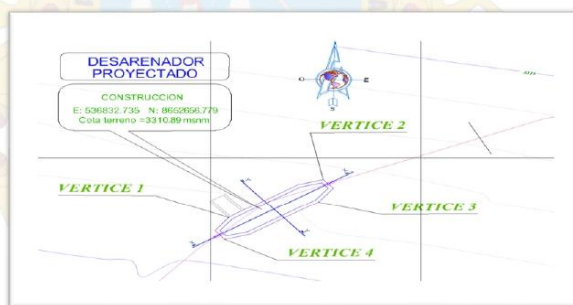 DESARENADOR
PROYECTADO
CONSTRUCCION
E: 536832.735 N: 8652656.779
Cota terreno =3310.89 msnm
O
E
S
VERTICE 2
VERTICE 1
VERTICE 3
VERTICE 4